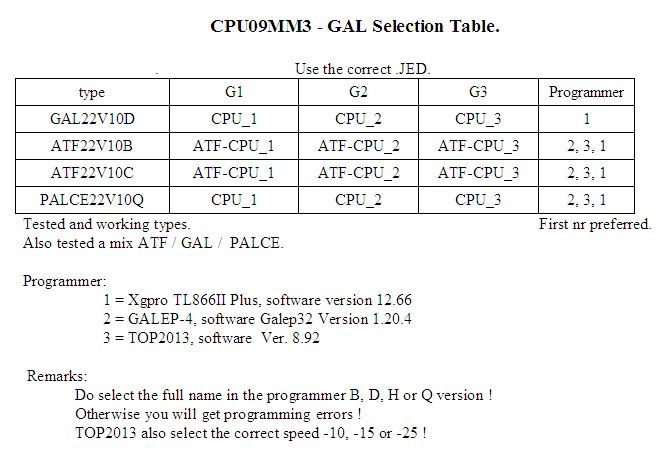 CPU09MM3 - GAL Selection Table.
. Use the correct .JED.
type G1 G2 G3 Programmer
GAL22V10D CPU_1 CPU_2 CPU_3 1
ATF22V10B ATF-CPU_1 ATF-CPU_2 ATF-CPU_3 2, 3, 1
ATF22V10C ATF-CPU_1 ATF-CPU_2 ATF-CPU_3 2, 3, 1
PALCE22V10Q CPU_1 CPU_2 CPU_3 2, 3, 1
Tested and working types. First nr preferred.
Also tested a mix ATF / GAL / PALCE.
Programmer:
1 = Xgpro TL866II Plus, software version 12.66
2 = GALEP-4, software Galep32 Version 1.20.4
3 = TOP2013, software Ver. 8.92
Remarks:
Do select the full name in the programmer B, D, H or Q version !
Otherwise you will get programming errors !
TOP2013 also select the correct speed -10, -15 or -25 !